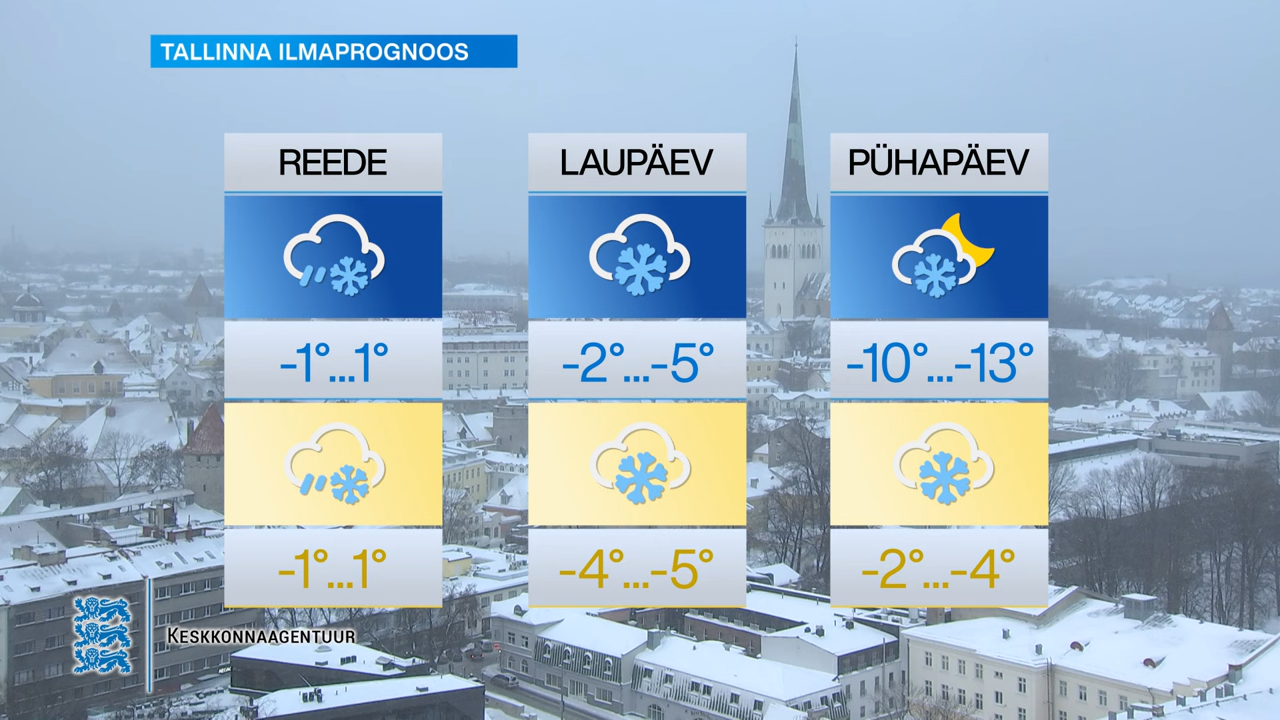 TALLINNA ILMAPROGNOOS
REEDE
-1°...1°
-1°...1°
LAUPÄEV
-2°...-5°
-4°...-5°
PÜHAPÄEV
-10°...-13°
-2°...-4°
KESKKONNAAGENTUUR